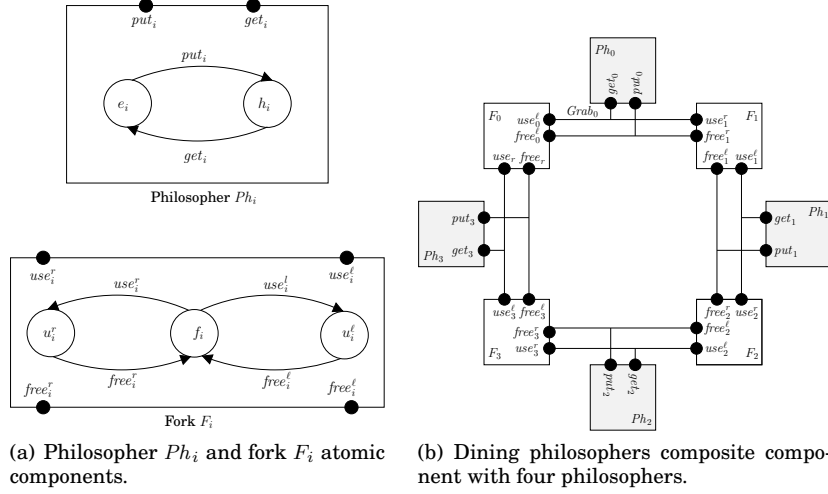 put_i get_i
put_i
e_i h_i
get_i
Philosopher Ph_i
use_i^r use_i^ℓ
use_i^r use_i^l
u_i^r f_i u_i^ℓ
free_i^r free_i^ℓ
free_i^r free_i^ℓ
Fork F_i
(a) Philosopher Ph_i and fork F_i atomic
components.
Ph_0
get_0 put_0
Grab_0
F_0 use_0^ℓ use_1^r F_1
free_0^ℓ free_1^r
use_r free_r free_1^ℓ use_1^ℓ
put_3 get_1 Ph_1
Ph_3 get_3 put_1
use_3^ℓ free_3^ℓ free_2^r use_2^r
free_3^r free_2^ℓ
F_3 use_3^r use_2^ℓ F_2
put_2 get_2
Ph_2
(b) Dining philosophers composite compo-
nent with four philosophers.